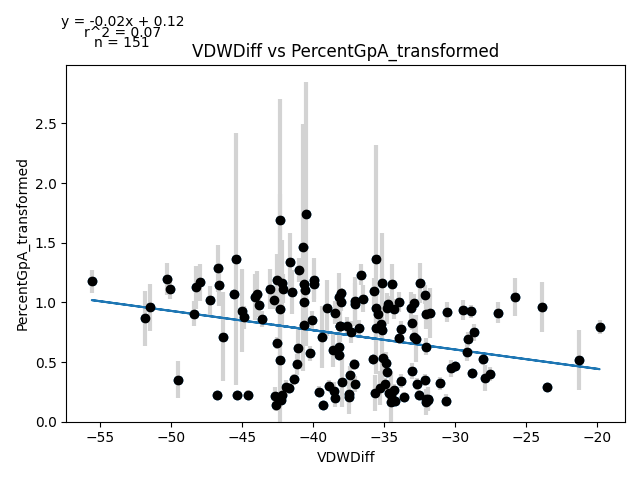 y = -0.02x + 0.12
r^2 = 0.07
n = 151
VDWDiff vs PercentGpA_transformed
PercentGpA_transformed
2.5
2.0
1.5
1.0
0.5
0.0
−55
−50
−45
−40
−35
−30
−25
−20
VDWDiff